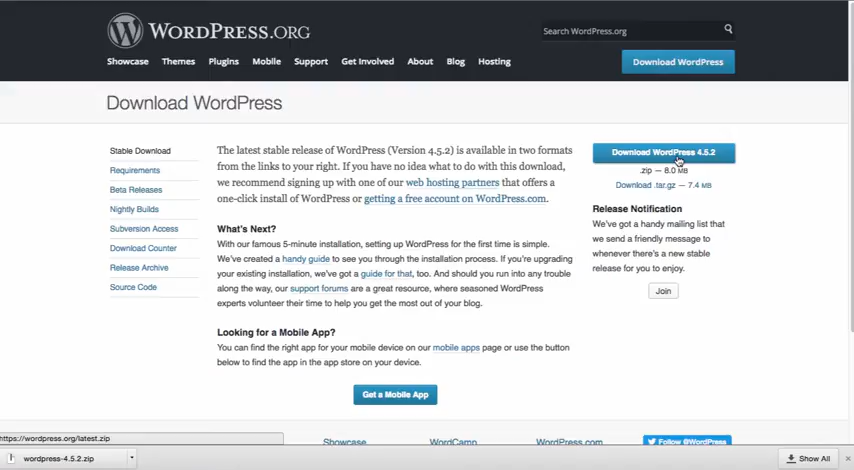 WORDPRESS.ORG
Search WordPress.org
Showcase Themes Plugins Mobile Support Get Involved About Blog Hosting
Download WordPress
Download WordPress
Stable Download
Requirements
Beta Releases
Nightly Builds
Subversion Access
Download Counter
Release Archive
Source Code
The latest stable release of WordPress (Version 4.5.2) is available in two formats
from the links to your right. If you have no idea what to do with this download,
we recommend signing up with one of our web hosting partners that offers a
one-click install of WordPress or getting a free account on WordPress.com.
What's Next?
With our famous 5-minute installation, setting up WordPress for the first time is simple.
We've created a handy guide to see you through the installation process. If you're upgrading
your existing installation, we've got a guide for that, too. And should you run into any trouble
along the way, our support forums are a great resource, where seasoned WordPress
experts volunteer their time to help you get the most out of your blog.
Looking for a Mobile App?
You can find the right app for your mobile device on our mobile apps page or use the button
below to find the app in the app store on your device.
Get a Mobile App
Download WordPress 4.5.2
.zip — 8.0 MB
Download .tar.gz — 7.4 MB
Release Notification
We've got a handy mailing list that
we send a friendly message to
whenever there's a new stable
release for you to enjoy.
Join
https://wordpress.org/latest.zip
Showcase WordCamp WordPress.com Follow @WordPress
wordpress-4.5.2.zip
Show All